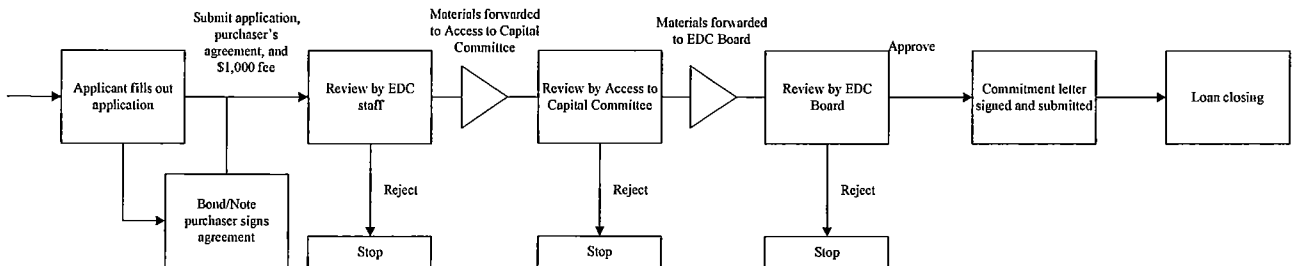 Submit application,
purchaser's
agreement, and
$1,000 fee
Materials forwarded
to Access to Capital
Committee
Materials forwarded
to EDC Board
Approve
Applicant fills out
application
Review by EDC
staff
Review by Access to
Capital Committee
Review by EDC
Board
Commitment letter
signed and submitted
Loan closing
Bond/Note
purchaser signs
agreement
Reject
Reject
Reject
Stop
Stop
Stop